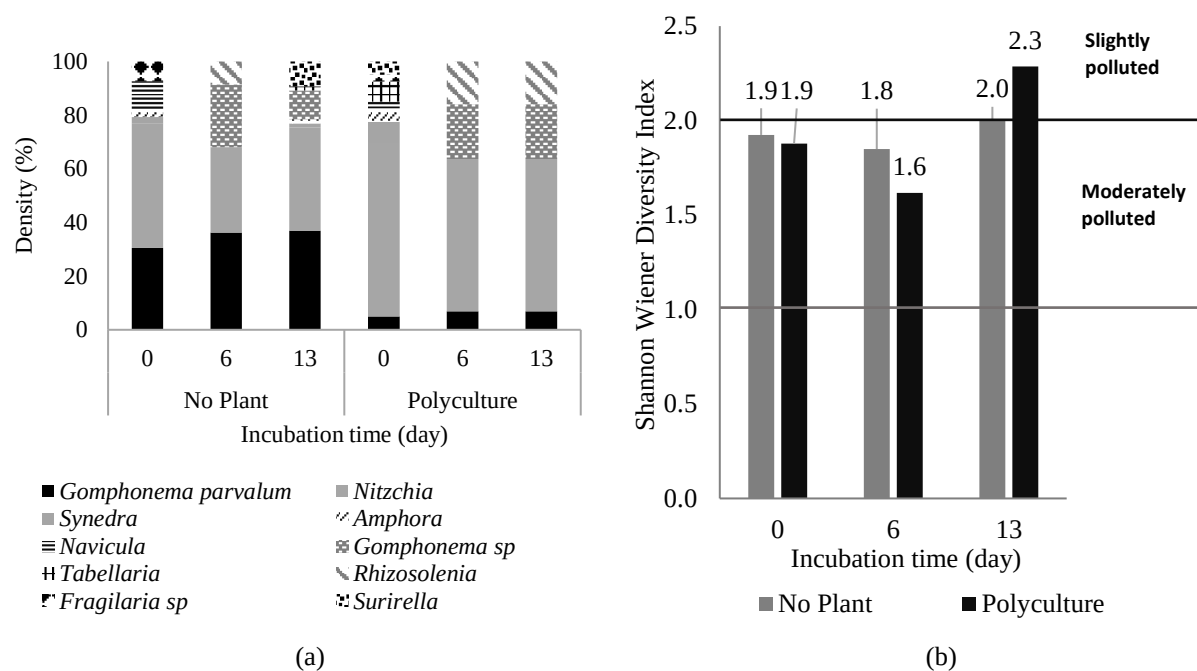 100
80
60
40
20
0
Density (%)
0 6 13 0 6 13
No Plant Polyculture
Incubation time (day)
Gomphonema parvalum Nitzchia
Synedra Amphora
Navicula Gomphonema sp
Tabellaria Rhizosolenia
Fragilaria sp Surirella
(a)
2.5
2.0
1.5
1.0
0.5
0.0
Shannon Wiener Diversity Index
1.9 1.9 1.8 1.6 2.0 2.3
Slightly
polluted
Moderately
polluted
0 6 13
Incubation time (day)
No Plant Polyculture
(b)